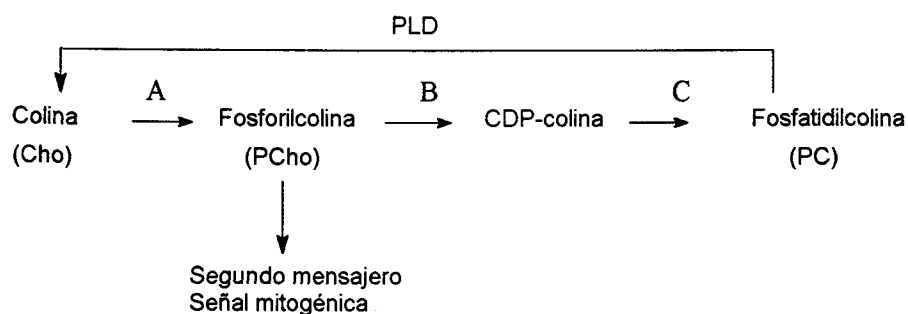 PLD
A
B
C
Colina
Fosforilcolina
CDP-colina
Fosfatidilcolina
(Cho)
(PCho)
(PC)
Segundo mensajero
Señal mitogénica